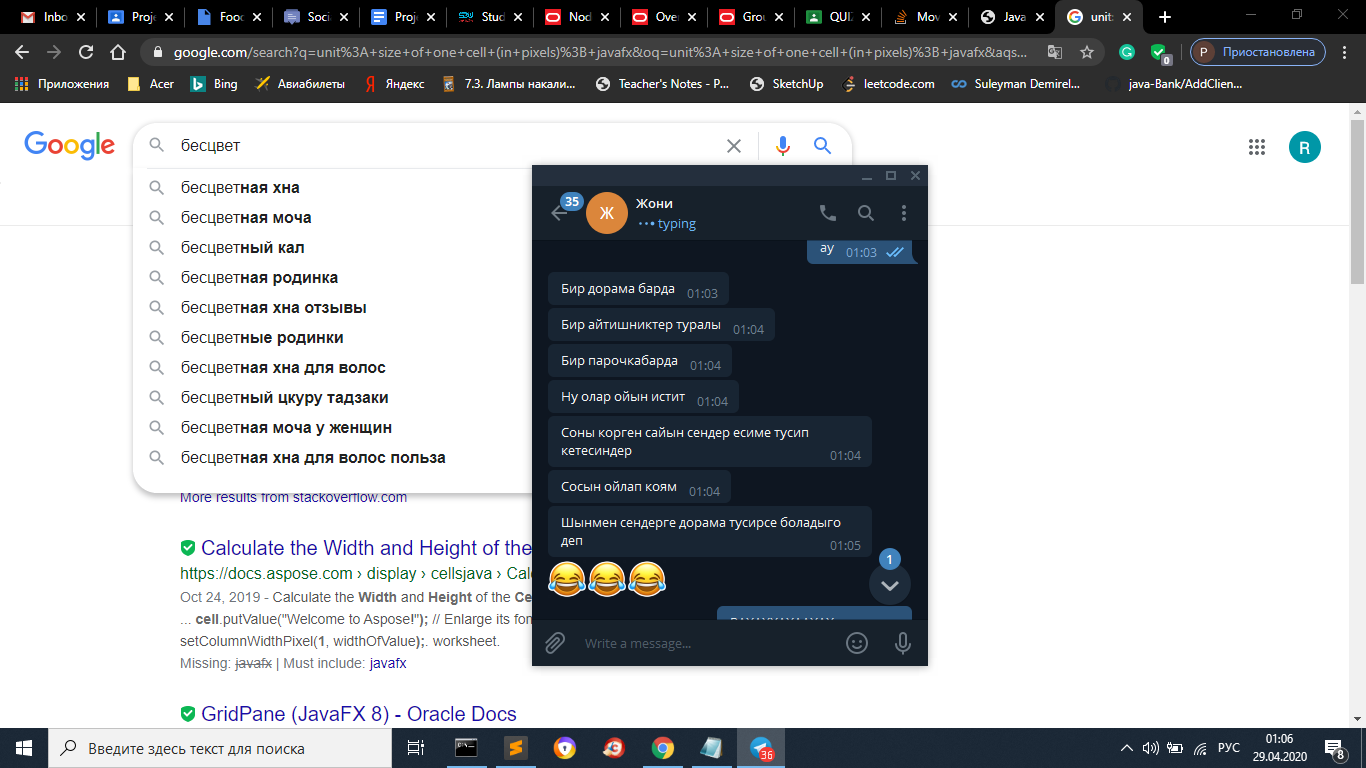 Inbo
Proje
Food
Socia
Proje
Stud
Nod
Over
Grou
QUIZ
Mov
Java
unit:
google.com/search?q=unit%3A+size+of+one+cell+(in+pixels)%3B+javafx&oq=unit%3A+size+of+one+cell+(in+pixels)%3B+javafx&aqs...
0
P Приостановлена
Приложения
Acer
Bing
Авиабилеты
Яндекс
7.3. Лампы накали...
Teacher's Notes - P...
SketchUp
leetcode.com
Suleyman Demirel...
java-Bank/AddClien...
Google
бесцвет
R
бесцветная хна
бесцветная моча
бесцветный кал
бесцветная родинка
бесцветная хна отзывы
бесцветные родинки
бесцветная хна для волос
бесцветный цкуру тадзаки
бесцветная моча у женщин
бесцветная хна для волос польза
More results from stackoverflow.com
Calculate the Width and Height of the
https://docs.aspose.com › display › cellsjava › Calc
Oct 24, 2019 - Calculate the Width and Height of the Ce
... cell.putValue("Welcome to Aspose!"); // Enlarge its fon
setColumnWidthPixel(1, widthOfValue);. worksheet.
Missing: javafx | Must include: javafx
GridPane (JavaFX 8) - Oracle Docs
35
Ж
Жони
typing
ау 01:03
Бир дорама барда 01:03
Бир айтишниктер туралы 01:04
Бир парочкабарда 01:04
Ну олар ойын истит 01:04
Соны корген сайын сендер есиме тусип
кетесиндер 01:04
Сосын ойлап коям 01:04
Шынмен сендерге дорама тусирсе боладыго
деп 01:05
1
Write a message...
Введите здесь текст для поиска
36
РУС
01:06
29.04.2020
8